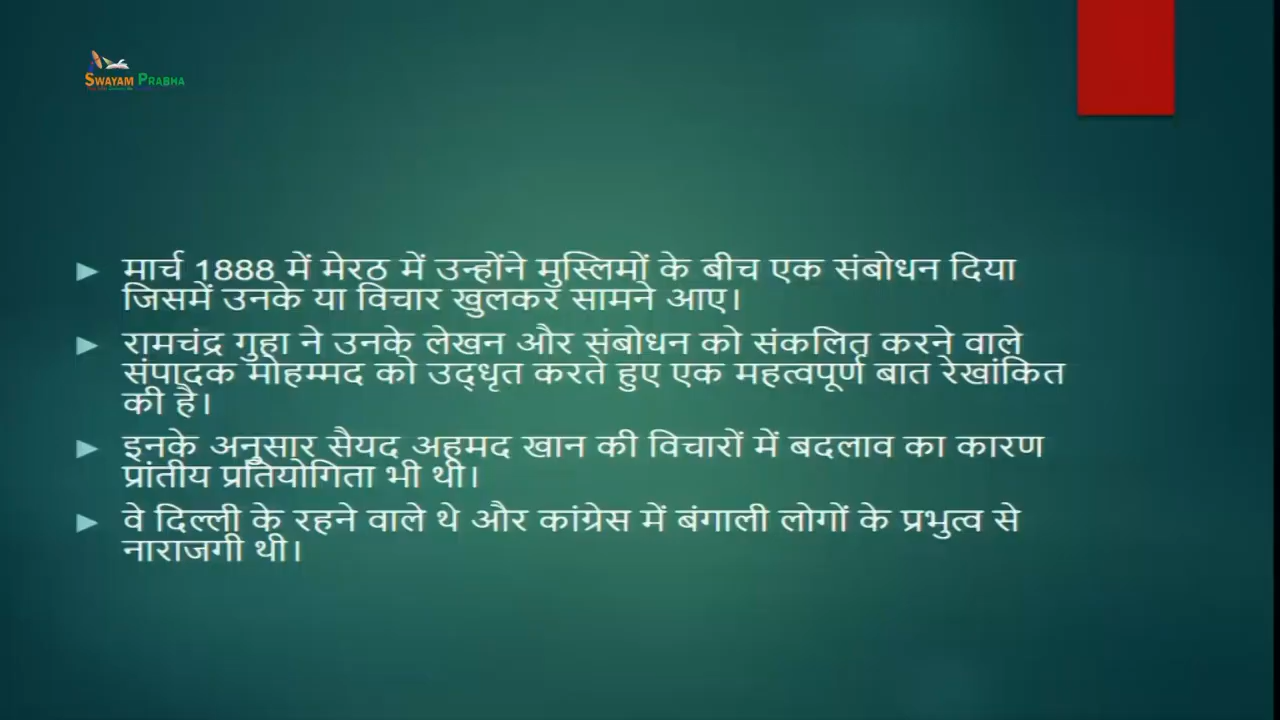 SWAYAM PRABHA
मार्च 1888 में मेरठ में उन्होंने मुस्लिमों के बीच एक संबोधन दिया
जिसमें उनके या विचार खुलकर सामने आए।
रामचंद्र गुहा ने उनके लेखन और संबोधन को संकलित करने वाले
संपादक मोहम्मद को उद्धृत करते हुए एक महत्वपूर्ण बात रेखांकित
की है।
इनके अनुसार सैयद अहमद खान की विचारों में बदलाव का कारण
प्रांतीय प्रतियोगिता भी थी।
वे दिल्ली के रहने वाले थे और कांग्रेस में बंगाली लोगों के प्रभुत्व से
नाराजगी थी।